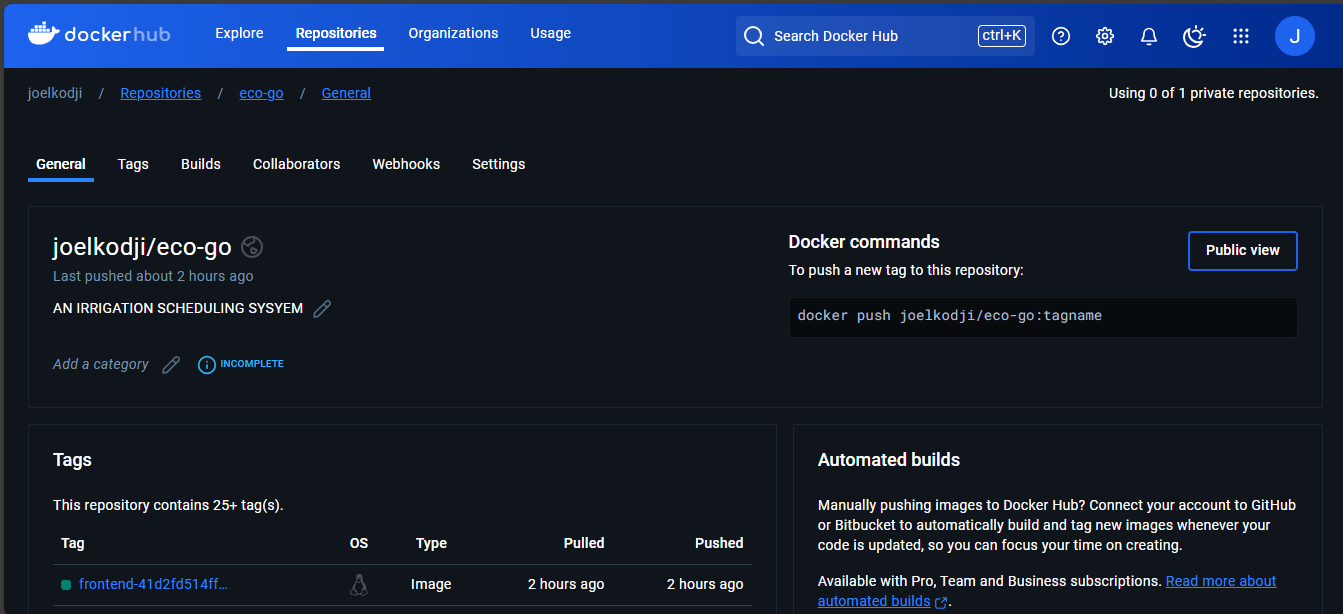 dockerhub Explore Repositories Organizations Usage Search Docker Hub ctrl+K J
joelkodji / Repositories / eco-go / General Using 0 of 1 private repositories.
General Tags Builds Collaborators Webhooks Settings
joelkodji/eco-go
Last pushed about 2 hours ago
AN IRRIGATION SCHEDULING SYSYEM
Add a category INCOMPLETE
Docker commands
Public view
To push a new tag to this repository:
docker push joelkodji/eco-go:tagname
Tags
This repository contains 25+ tag(s).
Tag OS Type Pulled Pushed
frontend-41d2fd514ff... Image 2 hours ago 2 hours ago
Automated builds
Manually pushing images to Docker Hub? Connect your account to GitHub
or Bitbucket to automatically build and tag new images whenever your
code is updated, so you can focus your time on creating.
Available with Pro, Team and Business subscriptions. Read more about
automated builds.